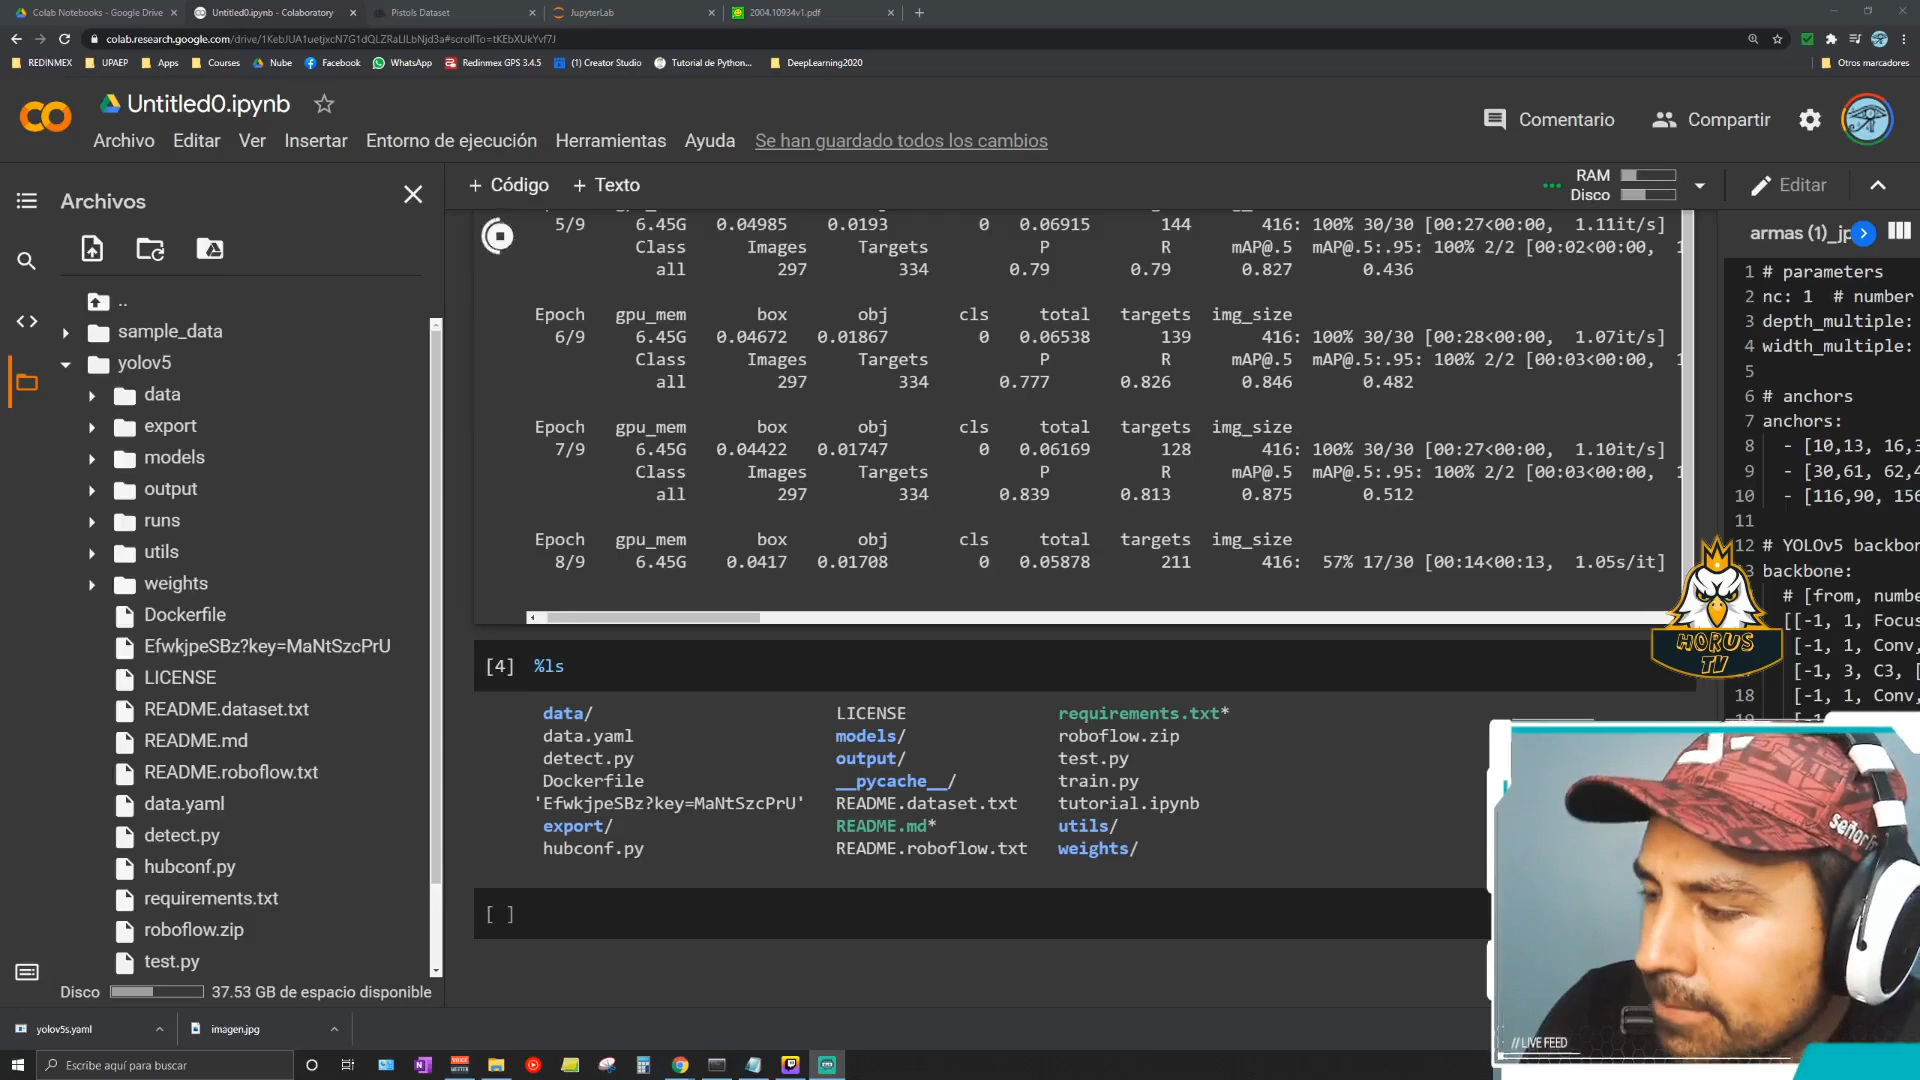 Colab Notebooks - Google Drive
Untitled0.ipynb - Colaboratory
Pistols Dataset
JupyterLab
2004.10934v1.pdf
colab.research.google.com/drive/1KebJUA1uetjxcN7G1dQLZRaLILbNjd3a#scrollTo=tKEbXUkYvf7J
REDINMEX
UPAEP
Apps
Courses
Nube
Facebook
WhatsApp
Redinmex GPS 3.4.5
(1) Creator Studio
Tutorial de Python...
DeepLearning2020
Otros marcadores
CO
Untitled0.ipynb
Archivo Editar Ver Insertar Entorno de ejecución Herramientas Ayuda Se han guardado todos los cambios
Comentario
Compartir
Archivos
+ Código + Texto
RAM
Disco
Editar
..
sample_data
yolov5
data
export
models
output
runs
utils
weights
Dockerfile
EfwkjpeSBz?key=MaNtSzcPrU
LICENSE
README.dataset.txt
README.md
README.roboflow.txt
data.yaml
detect.py
hubconf.py
requirements.txt
roboflow.zip
test.py
Disco 37.53 GB de espacio disponible
5/9 6.45G 0.04985 0.0193 0 0.06915 144 416: 100% 30/30 [00:27<00:00, 1.11it/s]
Class Images Targets P R mAP@.5 mAP@.5:.95: 100% 2/2 [00:02<00:00,
all 297 334 0.79 0.79 0.827 0.436
Epoch gpu_mem box obj cls total targets img_size
6/9 6.45G 0.04672 0.01867 0 0.06538 139 416: 100% 30/30 [00:28<00:00, 1.07it/s]
Class Images Targets P R mAP@.5 mAP@.5:.95: 100% 2/2 [00:03<00:00,
all 297 334 0.777 0.826 0.846 0.482
Epoch gpu_mem box obj cls total targets img_size
7/9 6.45G 0.04422 0.01747 0 0.06169 128 416: 100% 30/30 [00:27<00:00, 1.10it/s]
Class Images Targets P R mAP@.5 mAP@.5:.95: 100% 2/2 [00:03<00:00,
all 297 334 0.839 0.813 0.875 0.512
Epoch gpu_mem box obj cls total targets img_size
8/9 6.45G 0.0417 0.01708 0 0.05878 211 416: 57% 17/30 [00:14<00:13, 1.05s/it]
[4] %ls
data/ LICENSE requirements.txt*
data.yaml models/ roboflow.zip
detect.py output/ test.py
Dockerfile __pycache__/ train.py
'EfwkjpeSBz?key=MaNtSzcPrU' README.dataset.txt tutorial.ipynb
export/ README.md* utils/
hubconf.py README.roboflow.txt weights/
[ ]
armas (1)_jp
1 # parameters
2 nc: 1 # number
3 depth_multiple:
4 width_multiple:
5
6 # anchors
7 anchors:
8 - [10,13, 16,3
9 - [30,61, 62,4
10 - [116,90, 156
11
12 # YOLOv5 backbon
3 backbone:
# [from, numbe
[[-1, 1, Focus
[-1, 1, Conv,
[-1, 3, C3, [
18 [-1, 1, Conv,
HORUS
TV
// LIVE FEED
yolov5s.yaml
imagen.jpg
Escribe aquí para buscar